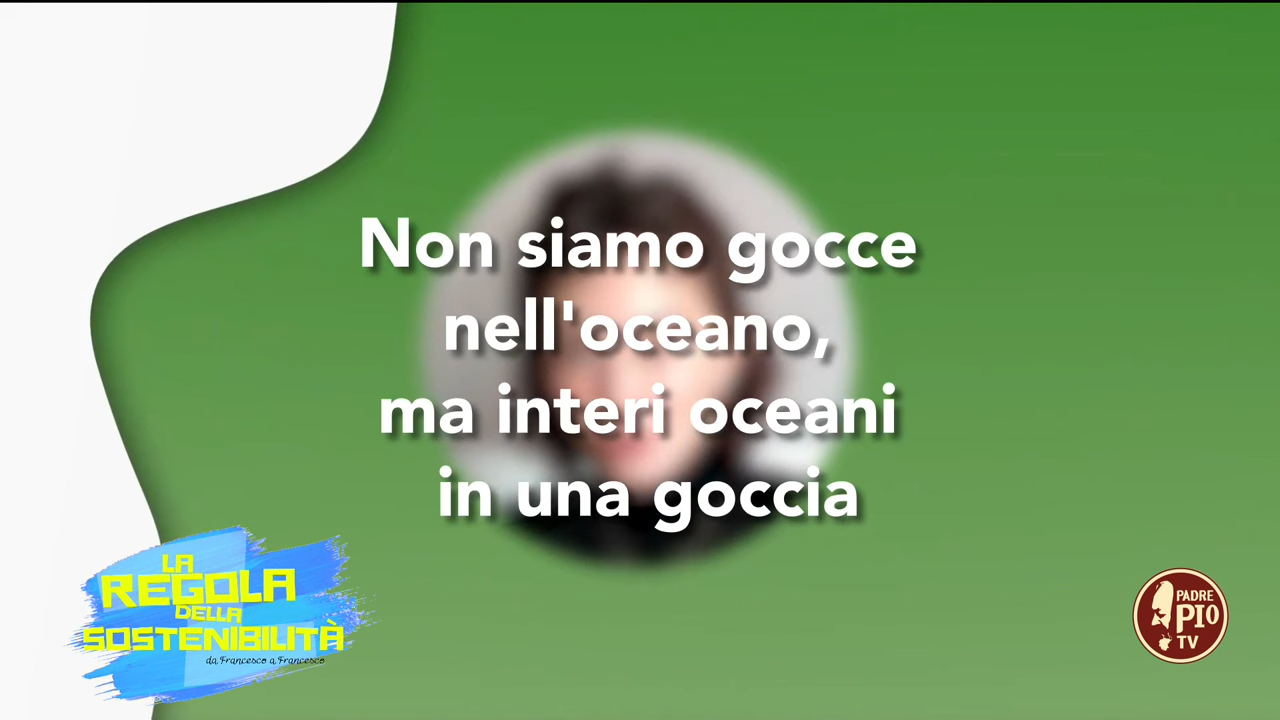 Non siamo gocce
nell'oceano,
ma interi oceani
in una goccia
LA
REGOLA
DELLA
SOSTENIBILITÀ
da Francesco a Francesco
PADRE
PIO
TV